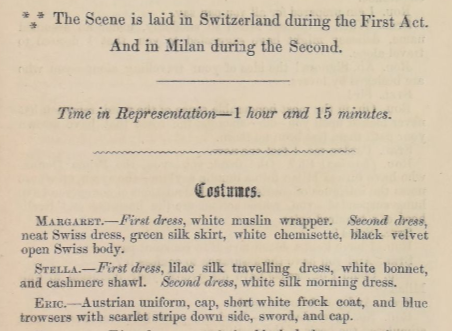 ⁂ The Scene is laid in Switzerland during the First Act.
And in Milan during the Second.
Time in Representation—1 hour and 15 minutes.
Costumes.
MARGARET.—First dress, white muslin wrapper. Second dress,
neat Swiss dress, green silk skirt, white chemisette, black velvet
open Swiss body.
STELLA.—First dress, lilac silk travelling dress, white bonnet,
and cashmere shawl. Second dress, white silk morning dress.
ERIC.—Austrian uniform, cap, short white frock coat, and blue
trowsers with scarlet stripe down side, sword, and cap.